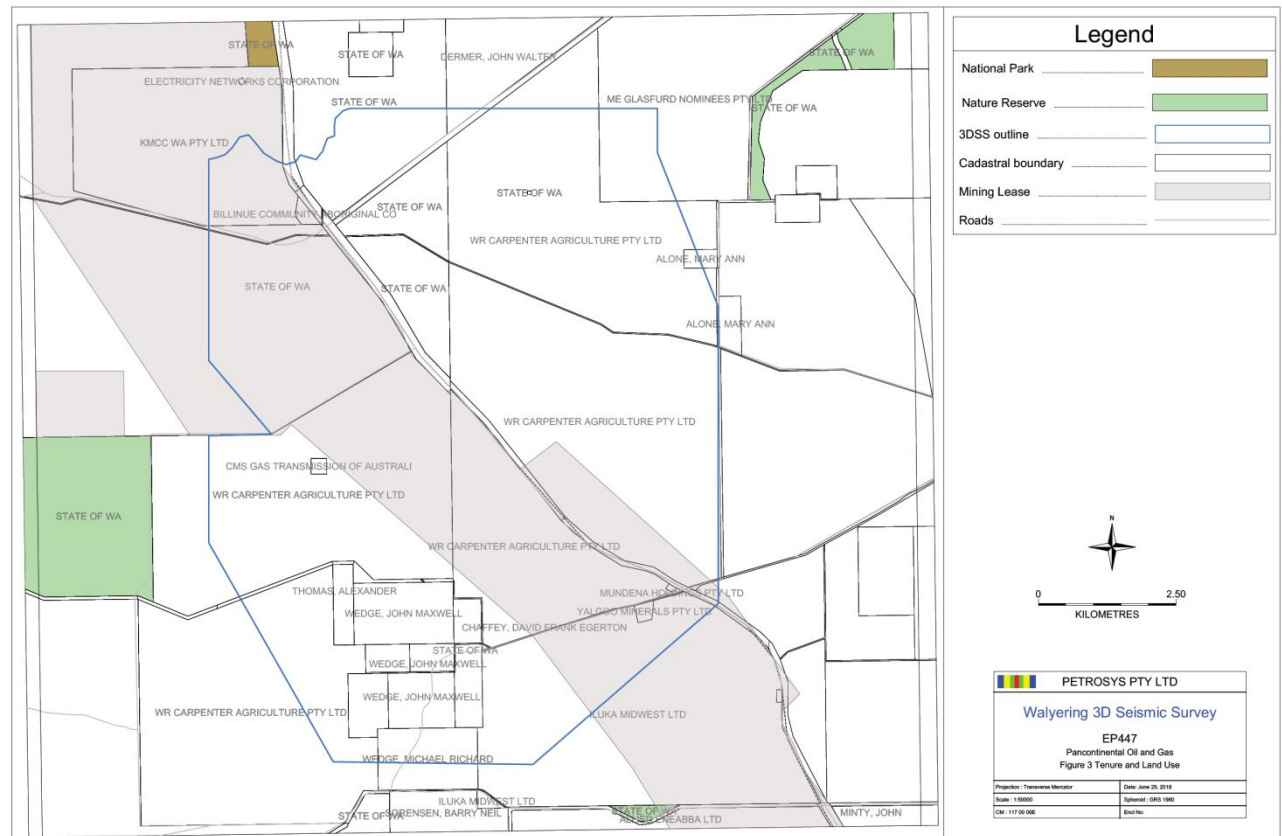 STATE OF WA
STATE OF WA
DERMER, JOHN WALTER
STATE OF WA
ELECTRICITY NETWORKS CORPORATION
STATE OF WA
ME GLASFURD NOMINEES PTY LTD
STATE OF WA
KMCC WA PTY LTD
STATE OF WA
STATE OF WA
BILLINUE COMMUNITY ABORIGINAL CO
WR CARPENTER AGRICULTURE PTY LTD
ALONE, MARY ANN
STATE OF WA
STATE OF WA
ALONE, MARY ANN
WR CARPENTER AGRICULTURE PTY LTD
CMS GAS TRANSMISSION OF AUSTRALI
WR CARPENTER AGRICULTURE PTY LTD
STATE OF WA
WR CARPENTER AGRICULTURE PTY LTD
THOMAS, ALEXANDER
MUNDENA HOLDINGS PTY LTD
WEDGE, JOHN MAXWELL
YALGOO MINERALS PTY LTD
CHAFFEY, DAVID FRANK EGERTON
STATE OF WA
WEDGE, JOHN MAXWELL
WEDGE, JOHN MAXWELL
WR CARPENTER AGRICULTURE PTY LTD
ILUKA MIDWEST LTD
WEDGE, MICHAEL RICHARD
ILUKA MIDWEST LTD
STATE OF WA
SORENSEN, BARRY NEIL
STATE OF WA
ALLIED ENEABBA LTD
MINTY, JOHN
Legend
National Park
Nature Reserve
3DSS outline
Cadastral boundary
Mining Lease
Roads
N
0 2.50
KILOMETRES
PETROSYS PTY LTD
Walyering 3D Seismic Survey
EP447
Pancontinental Oil and Gas
Figure 3 Tenure and Land Use
Projection : Transverse Mercator
Date: June 29, 2018
Scale : 1:50000
Spheroid : GRS 1980
CM : 117 00 00E
Encl No: